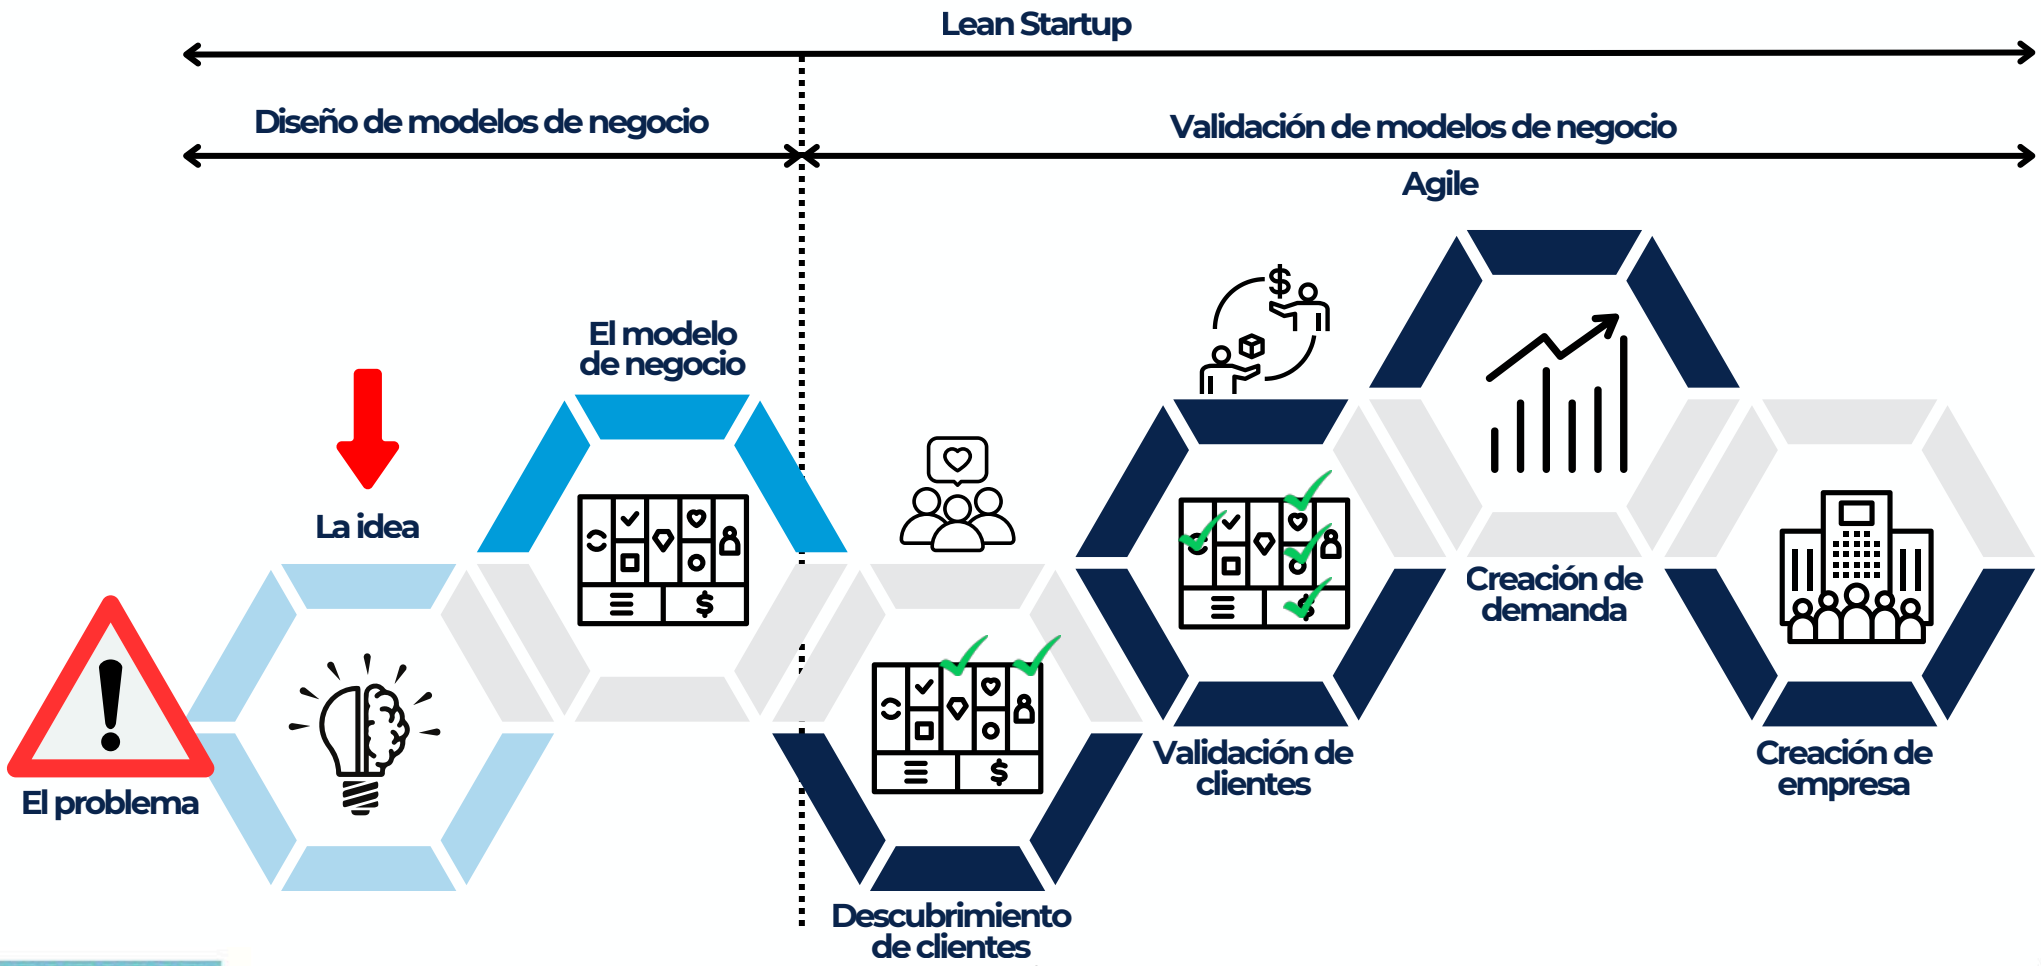 Lean Startup
Diseño de modelos de negocio
Validación de modelos de negocio
Agile
El modelo
de negocio
La idea
El problema
Descubrimiento
de clientes
Validación de
clientes
Creación de
demanda
Creación de
empresa